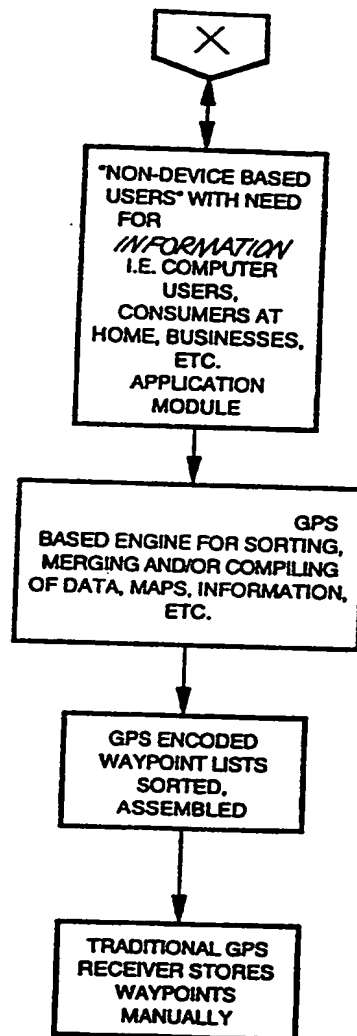 X
"NON-DEVICE BASED
USERS" WITH NEED
FOR
INFORMATION
I.E. COMPUTER
USERS,
CONSUMERS AT
HOME, BUSINESSES,
ETC.
APPLICATION
MODULE
GPS
BASED ENGINE FOR SORTING,
MERGING AND/OR COMPILING
OF DATA, MAPS, INFORMATION,
ETC.
GPS ENCODED
WAYPOINT LISTS
SORTED,
ASSEMBLED
TRADITIONAL GPS
RECEIVER STORES
WAYPOINTS
MANUALLY